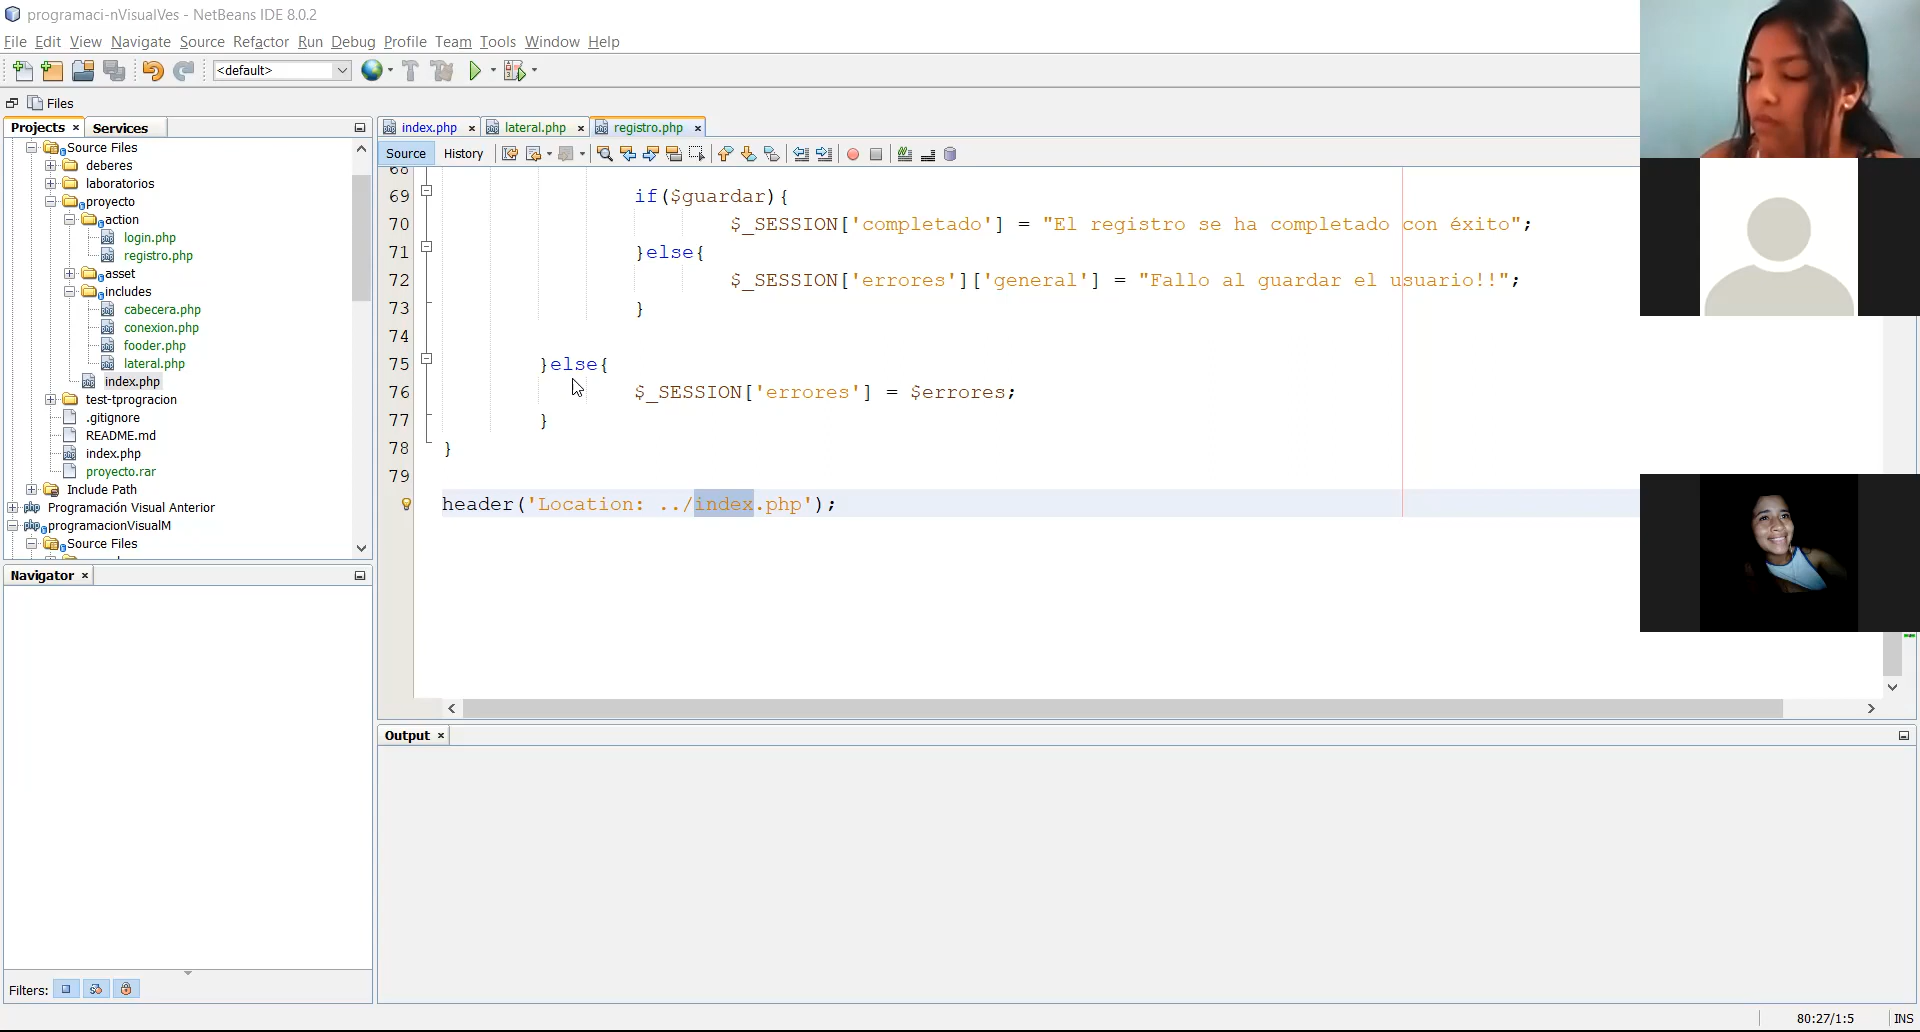 programaci-nVisualVes - NetBeans IDE 8.0.2
File Edit View Navigate Source Refactor Run Debug Profile Team Tools Window Help
<default>
Files
Projects Services
index.php lateral.php registro.php
Source History
Source Files
deberes
laboratorios
proyecto
action
login.php
registro.php
asset
includes
cabecera.php
conexion.php
fooder.php
lateral.php
index.php
test-tprogracion
.gitignore
README.md
index.php
proyecto.rar
Include Path
Programación Visual Anterior
programacionVisualM
Source Files
68
69 if($guardar){
70 $_SESSION['completado'] = "El registro se ha completado con éxito";
71 }else{
72 $_SESSION['errores']['general'] = "Fallo al guardar el usuario!!";
73 }
74
75 }else{
76 $_SESSION['errores'] = $errores;
77 }
78 }
79
header('Location: ../index.php');
Navigator
Filters:
Output
80:27/1:5 INS